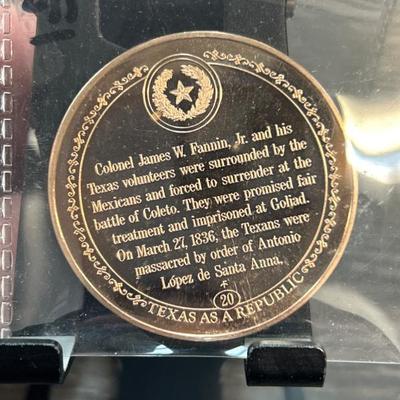 Colonel James W. Fannin, Jr. and his
Texas volunteers were surrounded by the
Mexicans and forced to surrender at the
battle of Coleto. They were promised fair
treatment and imprisoned at Goliad.
On March 27, 1836, the Texans were
massacred by order of Antonio
López de Santa Anna.
20
TEXAS AS A REPUBLIC